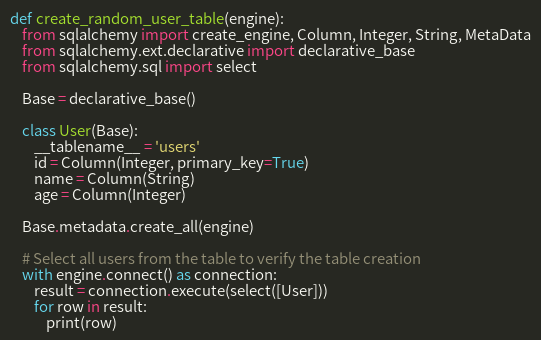 def create_random_user_table(engine):
    from sqlalchemy import create_engine, Column, Integer, String, MetaData
    from sqlalchemy.ext.declarative import declarative_base
    from sqlalchemy.sql import select

    Base = declarative_base()

    class User(Base):
        __tablename__ = 'users'
        id = Column(Integer, primary_key=True)
        name = Column(String)
        age = Column(Integer)

    Base.metadata.create_all(engine)

    # Select all users from the table to verify the table creation
    with engine.connect() as connection:
        result = connection.execute(select([User]))
        for row in result:
            print(row)